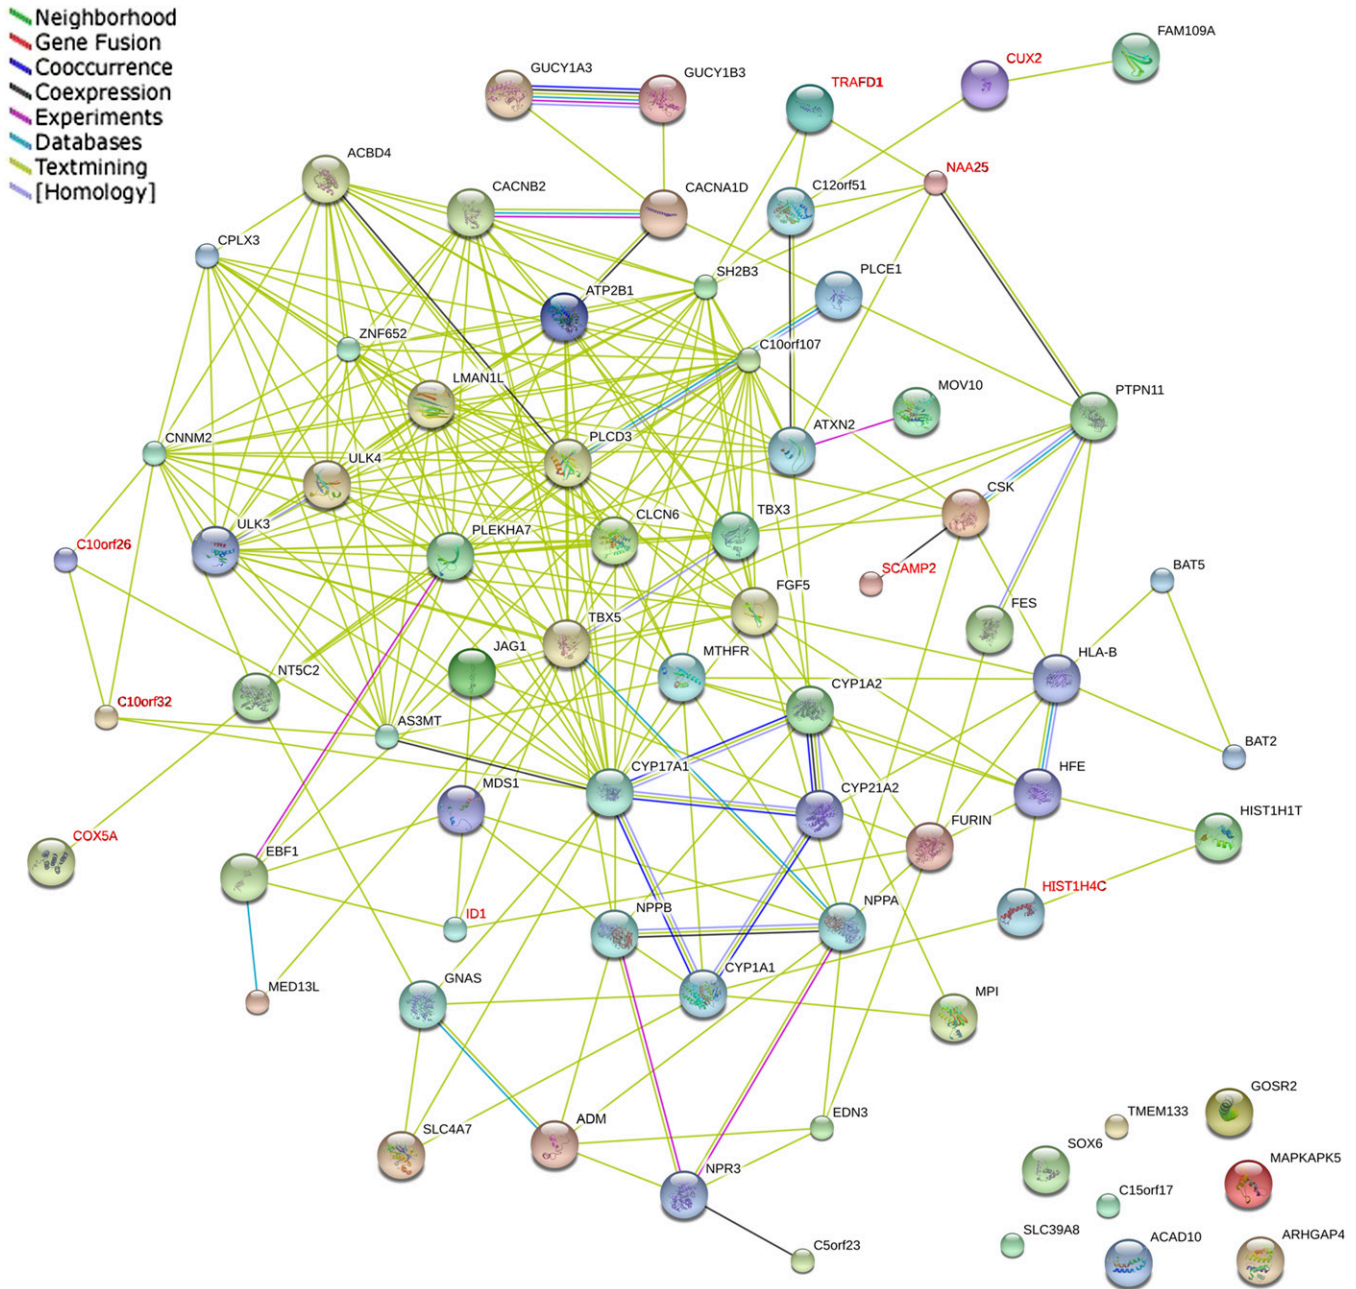 Neighborhood
Gene Fusion
Cooccurrence
Coexpression
Experiments
Databases
Textmining
[Homology]
FAM109A
CUX2
GUCY1A3
GUCY1B3
TRAFD1
ACBD4
NAA25
CACNB2
CACNA1D
C12orf51
CPLX3
SH2B3
PLCE1
ATP2B1
ZNF652
C10orf107
LMAN1L
MOV10
PTPN11
CNNM2
PLCD3
ATXN2
ULK4
CSK
ULK3
PLEKHA7
CLCN6
TBX3
C10orf26
SCAMP2
BAT5
FGF5
FES
TBX5
JAG1
MTHFR
HLA-B
NT5C2
CYP1A2
C10orf32
AS3MT
BAT2
CYP17A1
HFE
MDS1
CYP21A2
FURIN
HIST1H1T
COX5A
EBF1
HIST1H4C
ID1
NPPB
NPPA
CYP1A1
MED13L
GNAS
MPI
GOSR2
EDN3
TMEM133
SLC4A7
ADM
SOX6
MAPKAPK5
NPR3
C15orf17
SLC39A8
ACAD10
ARHGAP4
C5orf23